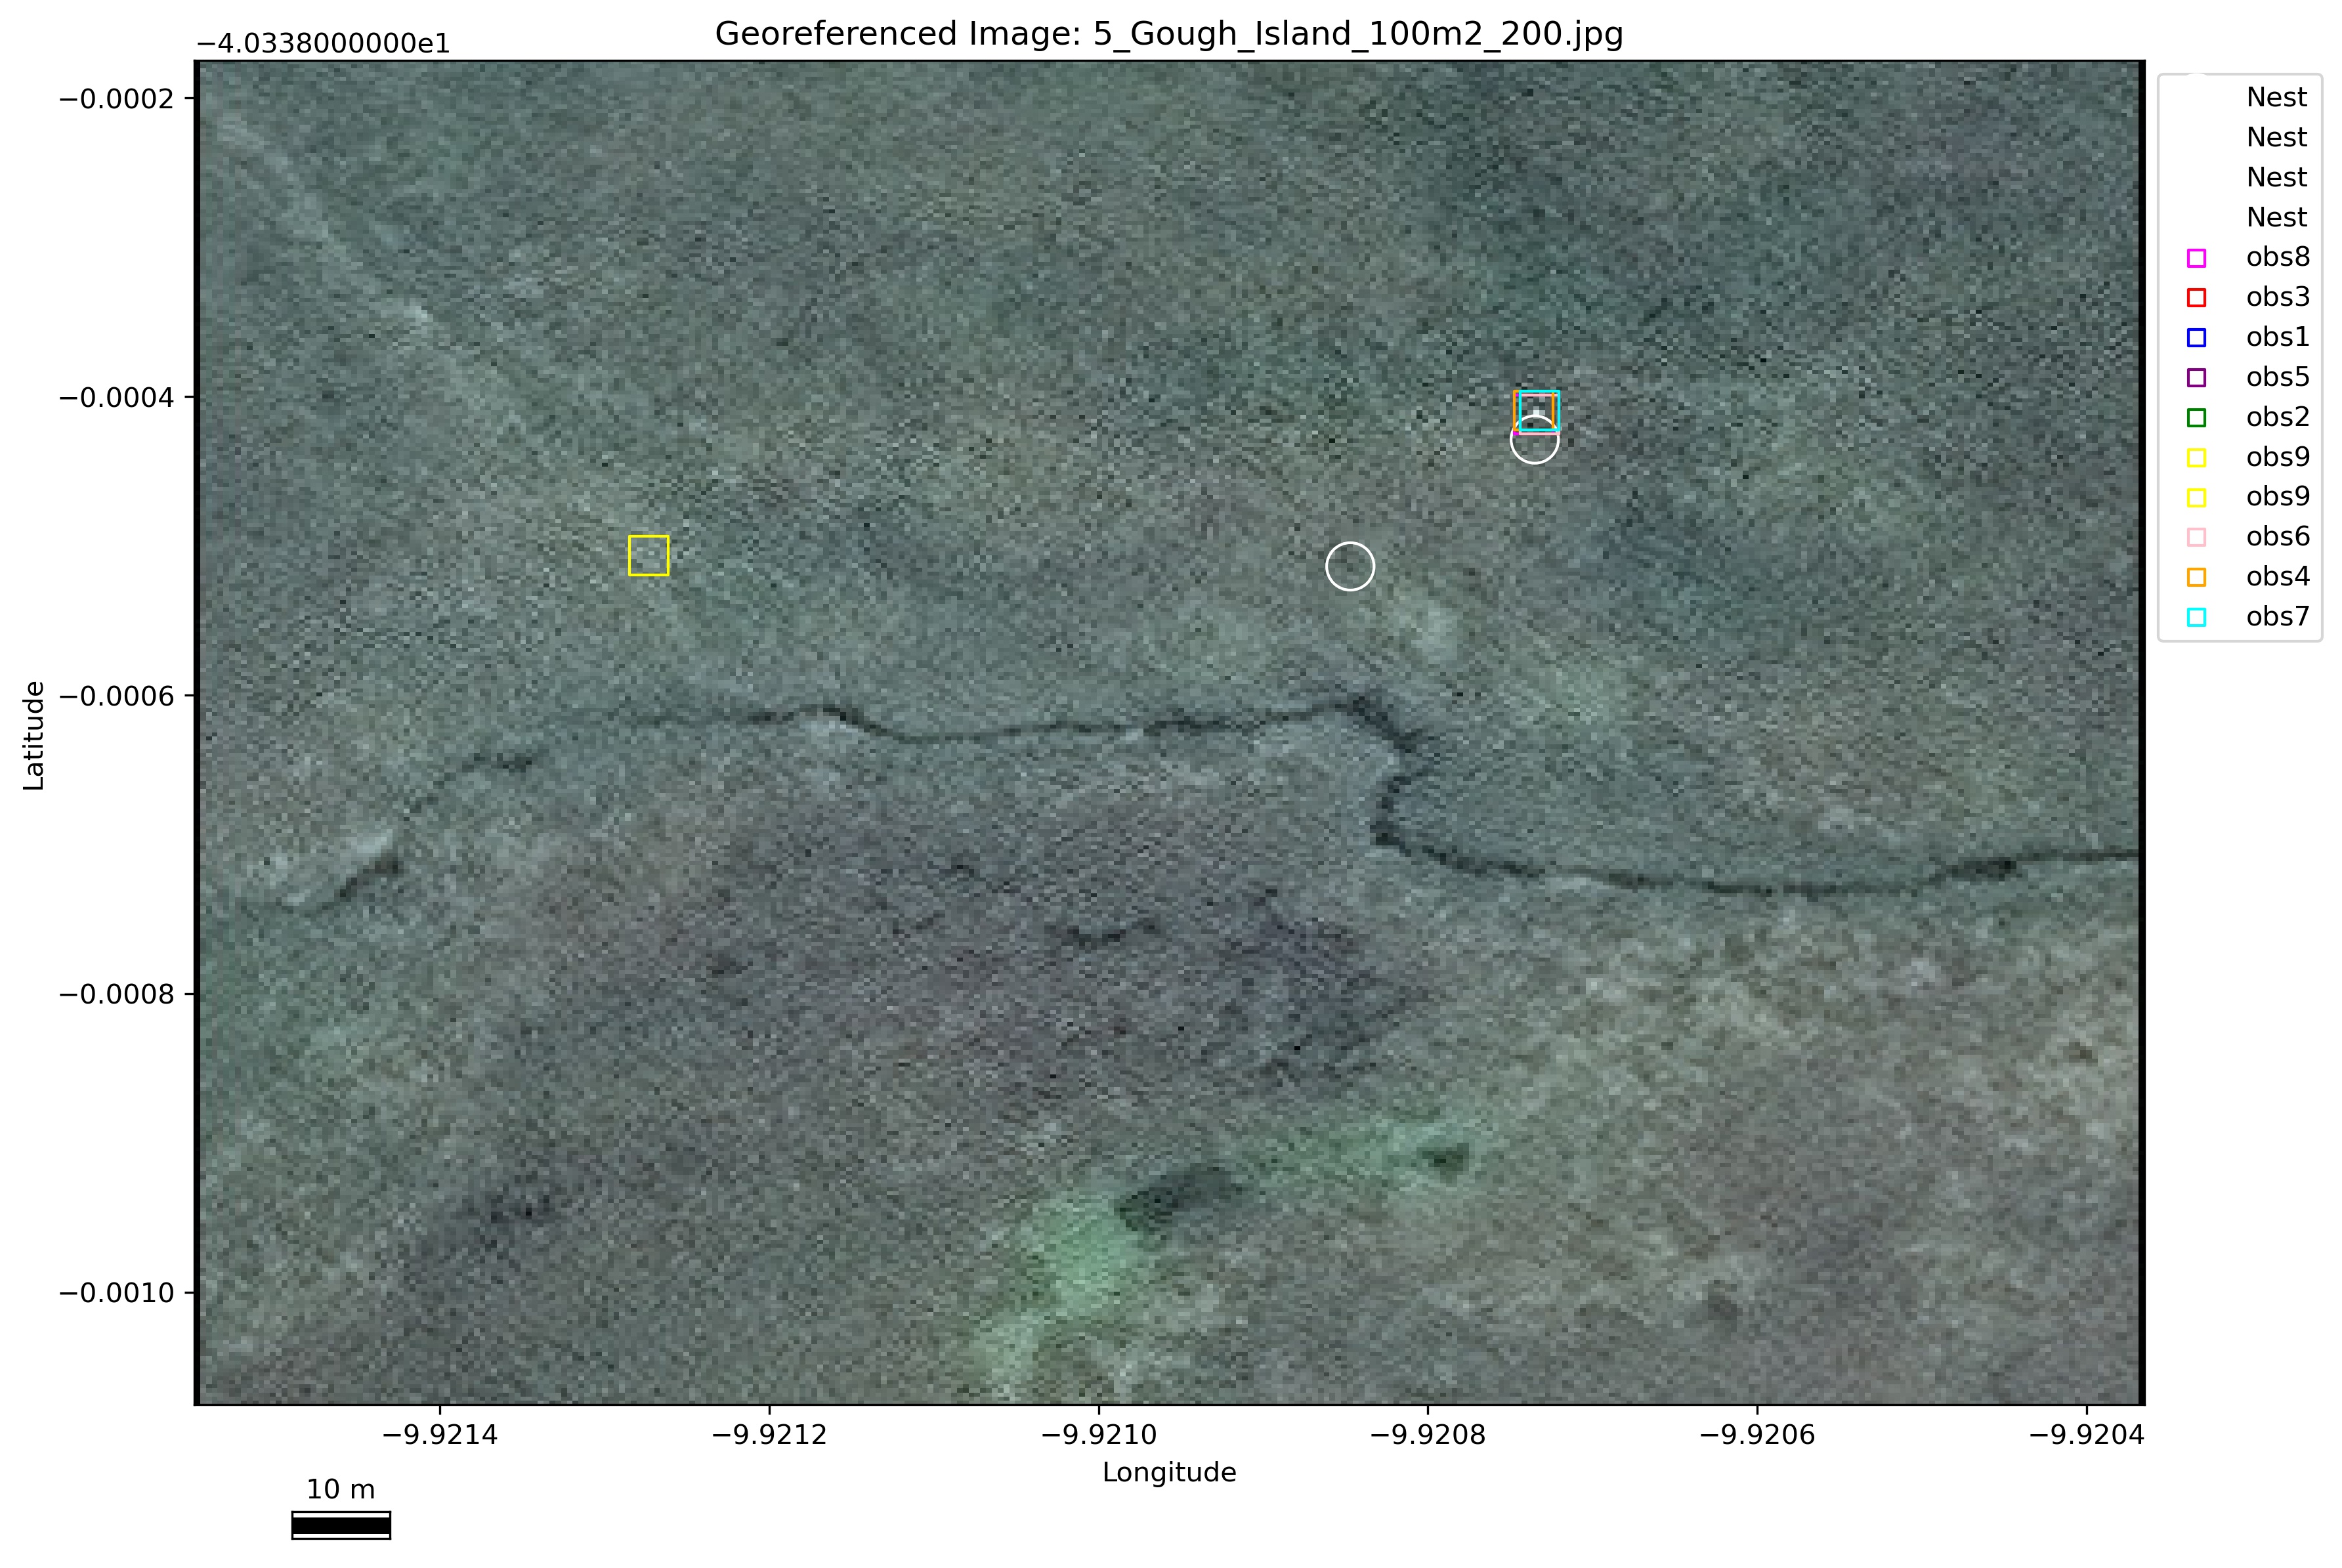 Georeferenced Image: 5_Gough_Island_100m2_200.jpg
−4.0338000000e1
−0.0002
−0.0004
−0.0006
−0.0008
−0.0010
Latitude
−9.9214
−9.9212
−9.9210
−9.9208
−9.9206
−9.9204
Longitude
10 m
Nest
Nest
Nest
Nest
obs8
obs3
obs1
obs5
obs2
obs9
obs9
obs6
obs4
obs7